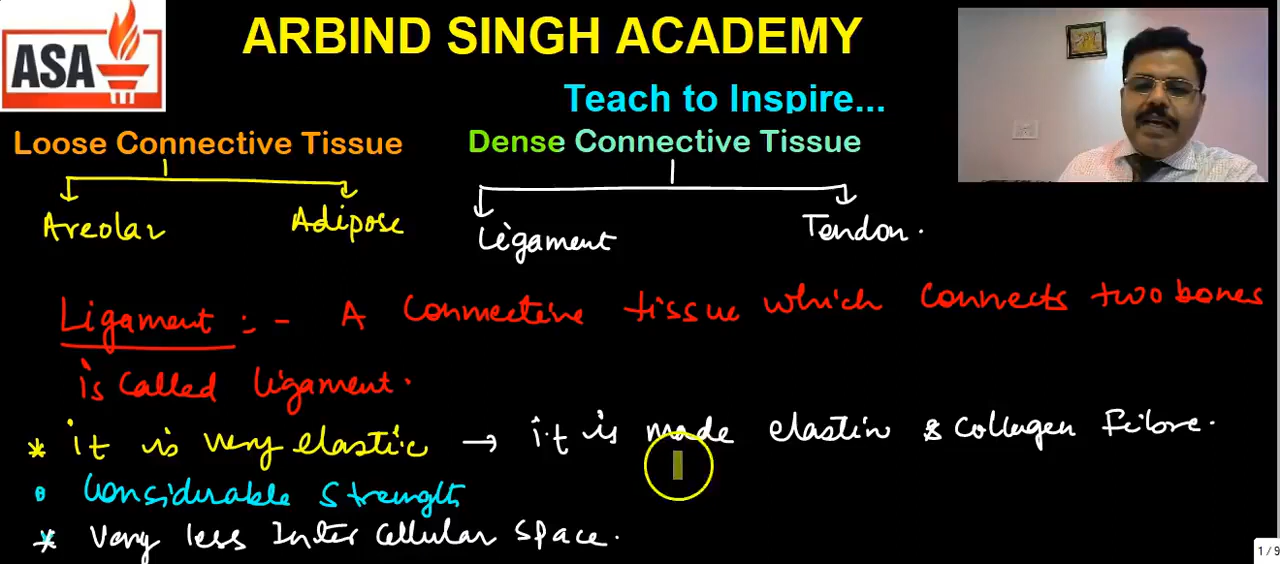 ASA
ARBIND SINGH ACADEMY
Teach to Inspire...
Loose Connective Tissue
Dense Connective Tissue
Areolar
Adipose
Ligament
Tendon.
Ligament :- A Connective tissue which connects two bones
is called ligament.
* it is very elastic → it is made elastin & Collagen Fibre.
• Considerable Strength
* Very less Inter Cellular space.
1 / 9